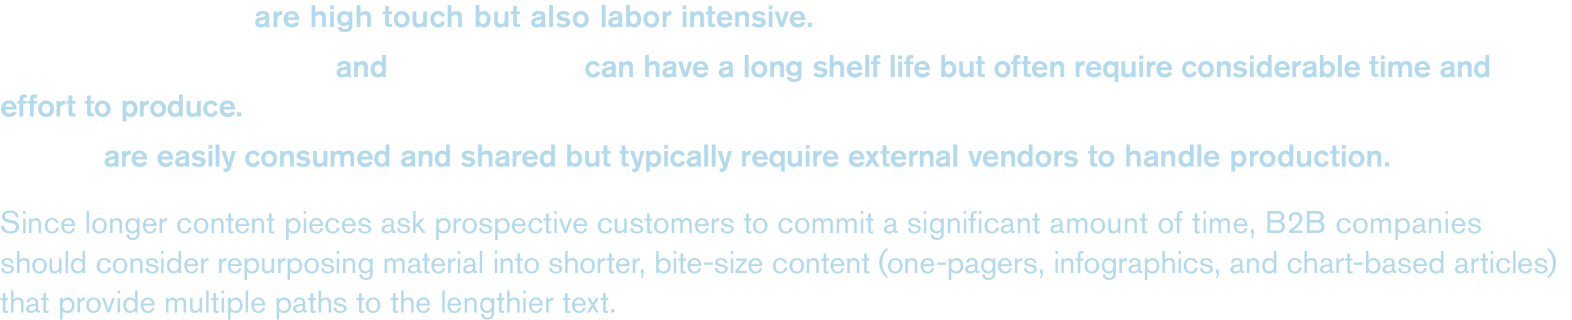 are high touch but also labor intensive.
and can have a long shelf life but often require considerable time and
effort to produce.
are easily consumed and shared but typically require external vendors to handle production.
Since longer content pieces ask prospective customers to commit a significant amount of time, B2B companies
should consider repurposing material into shorter, bite-size content (one-pagers, infographics, and chart-based articles)
that provide multiple paths to the lengthier text.